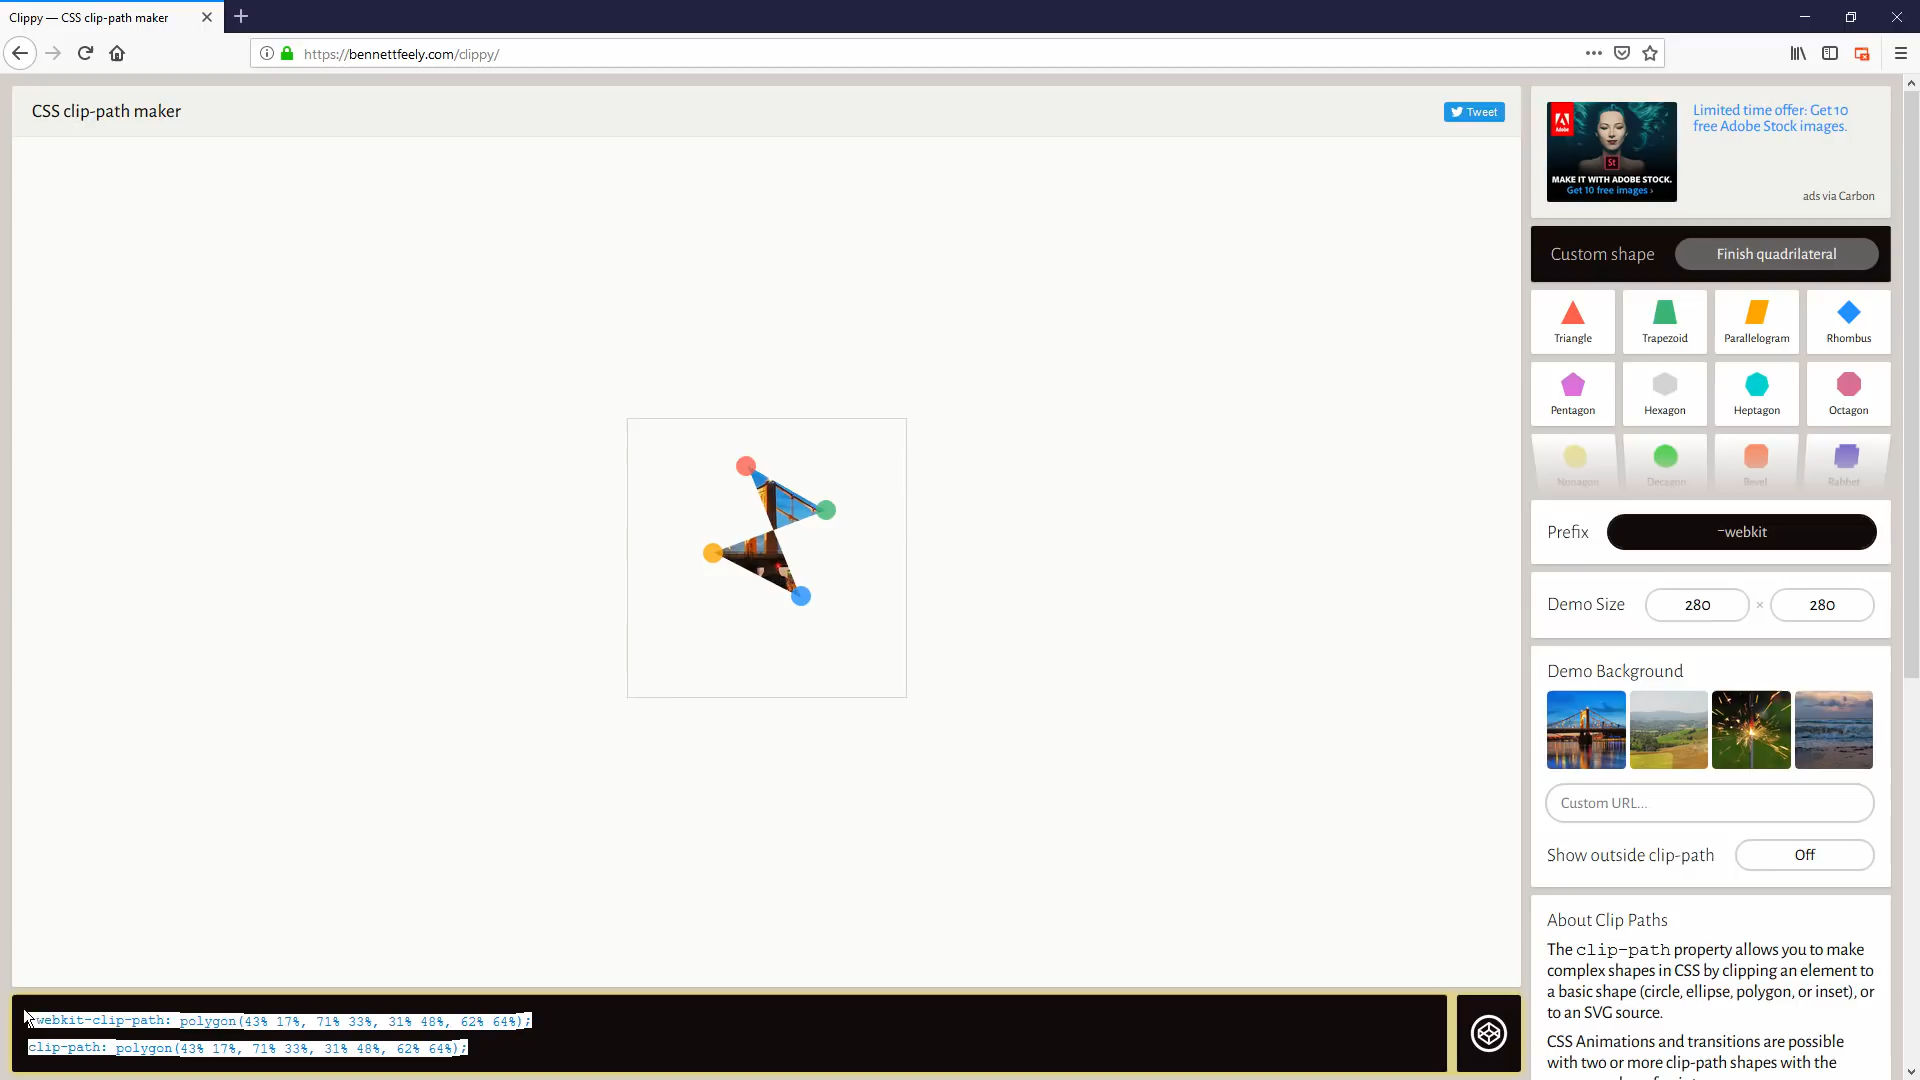 Clippy — CSS clip-path maker
https://bennettfeely.com/clippy/
CSS clip-path maker
Tweet
Adobe
St
MAKE IT WITH ADOBE STOCK.
Get 10 free images ›
Limited time offer: Get 10
free Adobe Stock images.
ads via Carbon
Custom shape
Finish quadrilateral
Triangle
Trapezoid
Parallelogram
Rhombus
Pentagon
Hexagon
Heptagon
Octagon
Nonagon
Decagon
Bevel
Rabbet
Prefix
-webkit
Demo Size
280
×
280
Demo Background
Custom URL...
Show outside clip-path
Off
About Clip Paths
The clip-path property allows you to make
complex shapes in CSS by clipping an element to
a basic shape (circle, ellipse, polygon, or inset), or
to an SVG source.
CSS Animations and transitions are possible
with two or more clip-path shapes with the
-webkit-clip-path: polygon(43% 17%, 71% 33%, 31% 48%, 62% 64%);
clip-path: polygon(43% 17%, 71% 33%, 31% 48%, 62% 64%);